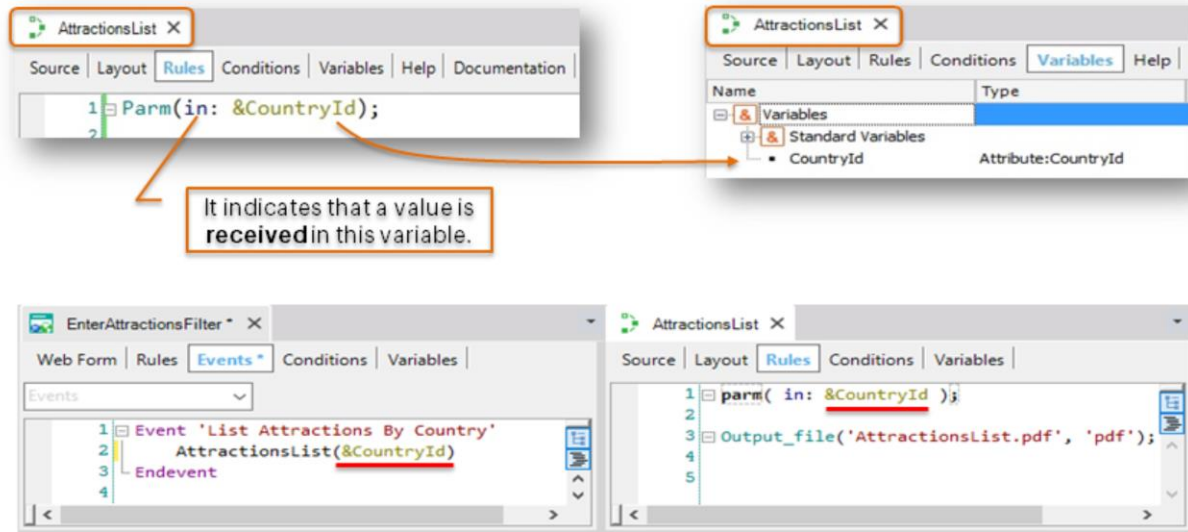 AttractionsList ×
Source | Layout | Rules | Conditions | Variables | Help | Documentation |
1 Parm(in: &CountryId);
2
It indicates that a value is
received in this variable.
AttractionsList ×
Source | Layout | Rules | Conditions | Variables | Help |
Name Type
& Variables
& Standard Variables
• CountryId Attribute:CountryId
EnterAttractionsFilter * ×
Web Form | Rules | Events * | Conditions | Variables |
Events
1 Event 'List Attractions By Country'
2 AttractionsList(&CountryId)
3 Endevent
4
AttractionsList ×
Source | Layout | Rules | Conditions | Variables |
1 parm( in: &CountryId );
2
3 Output_file('AttractionsList.pdf', 'pdf');
4
5